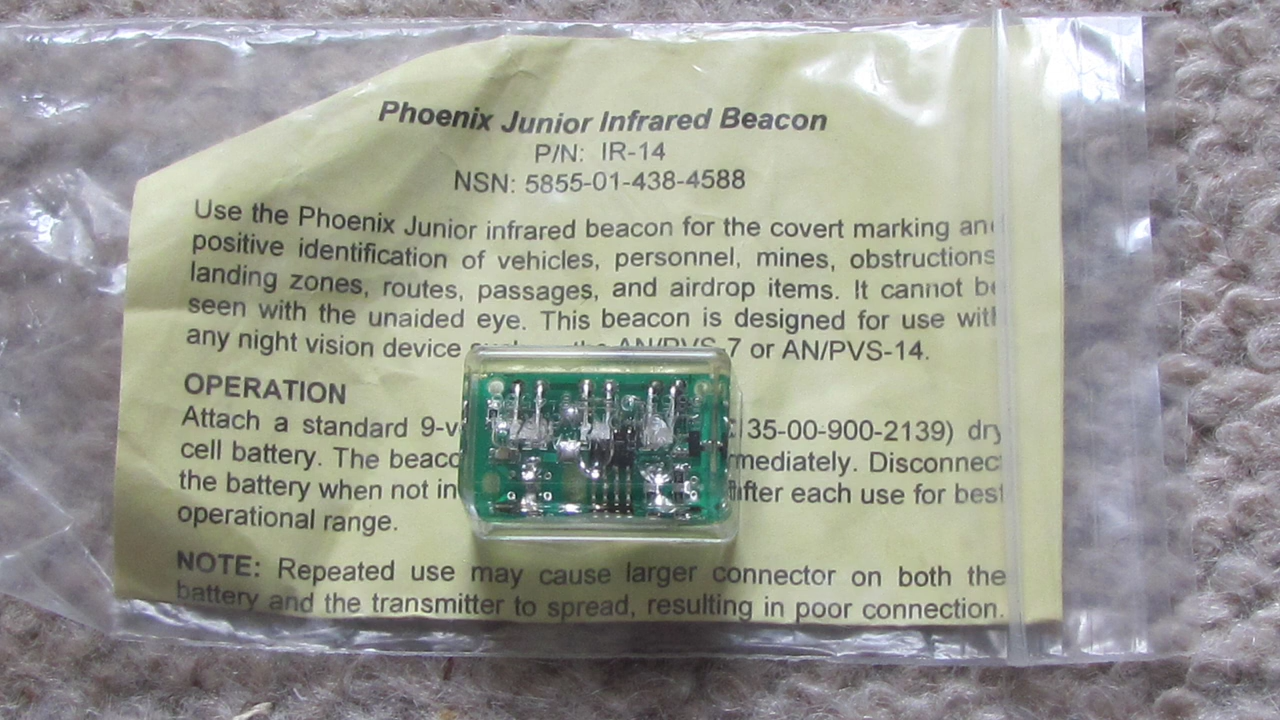 Phoenix Junior Infrared Beacon
P/N: IR-14
NSN: 5855-01-438-4588
Use the Phoenix Junior infrared beacon for the covert marking and
positive identification of vehicles, personnel, mines, obstructions
landing zones, routes, passages, and airdrop items. It cannot be
seen with the unaided eye. This beacon is designed for use with
any night vision device the AN/PVS-7 or AN/PVS-14.
OPERATION
Attach a standard 9-v 35-00-900-2139) dry
cell battery. The beaco mediately. Disconnec
the battery when not in after each use for best
operational range.
NOTE: Repeated use may cause larger connector on both the
battery and the transmitter to spread, resulting in poor connection.